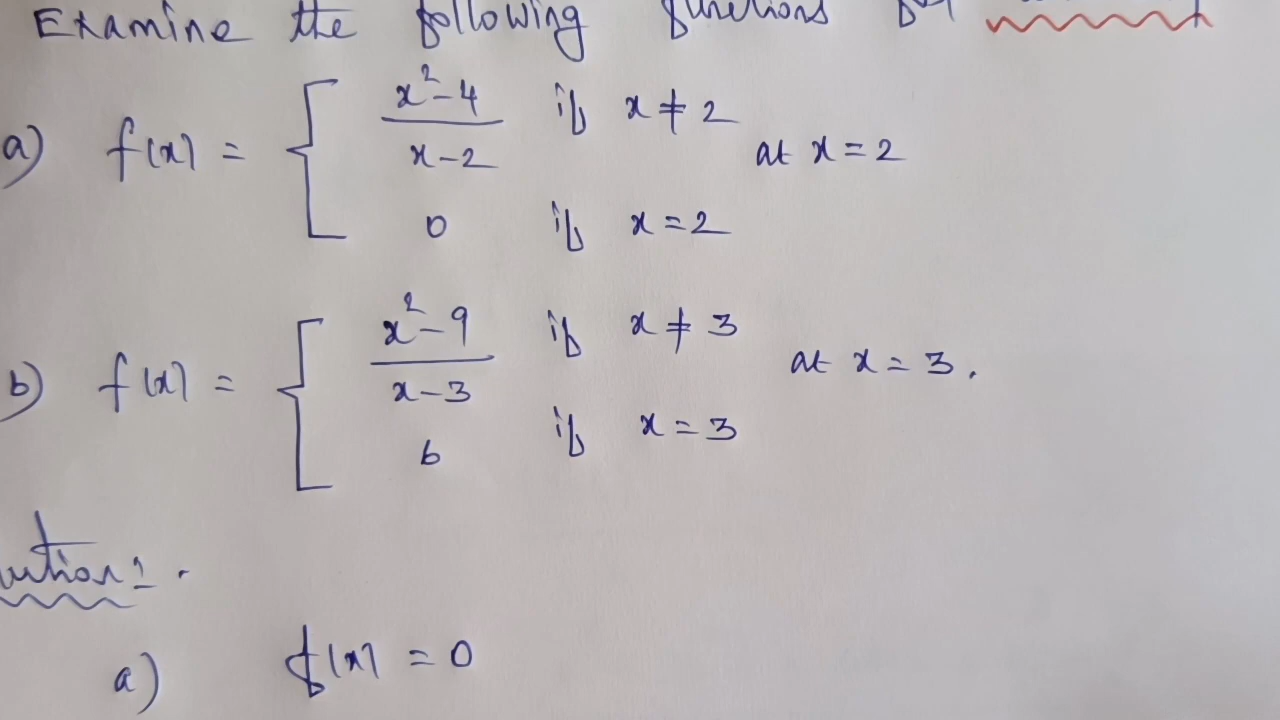 Examine the following functions for
a) f(x) = { x²-4 / x-2 if x ≠ 2
at x = 2
0 if x = 2
b) f(x) = { x²-9 / x-3 if x ≠ 3
at x = 3.
6 if x = 3
ution :
a) f(x) = 0